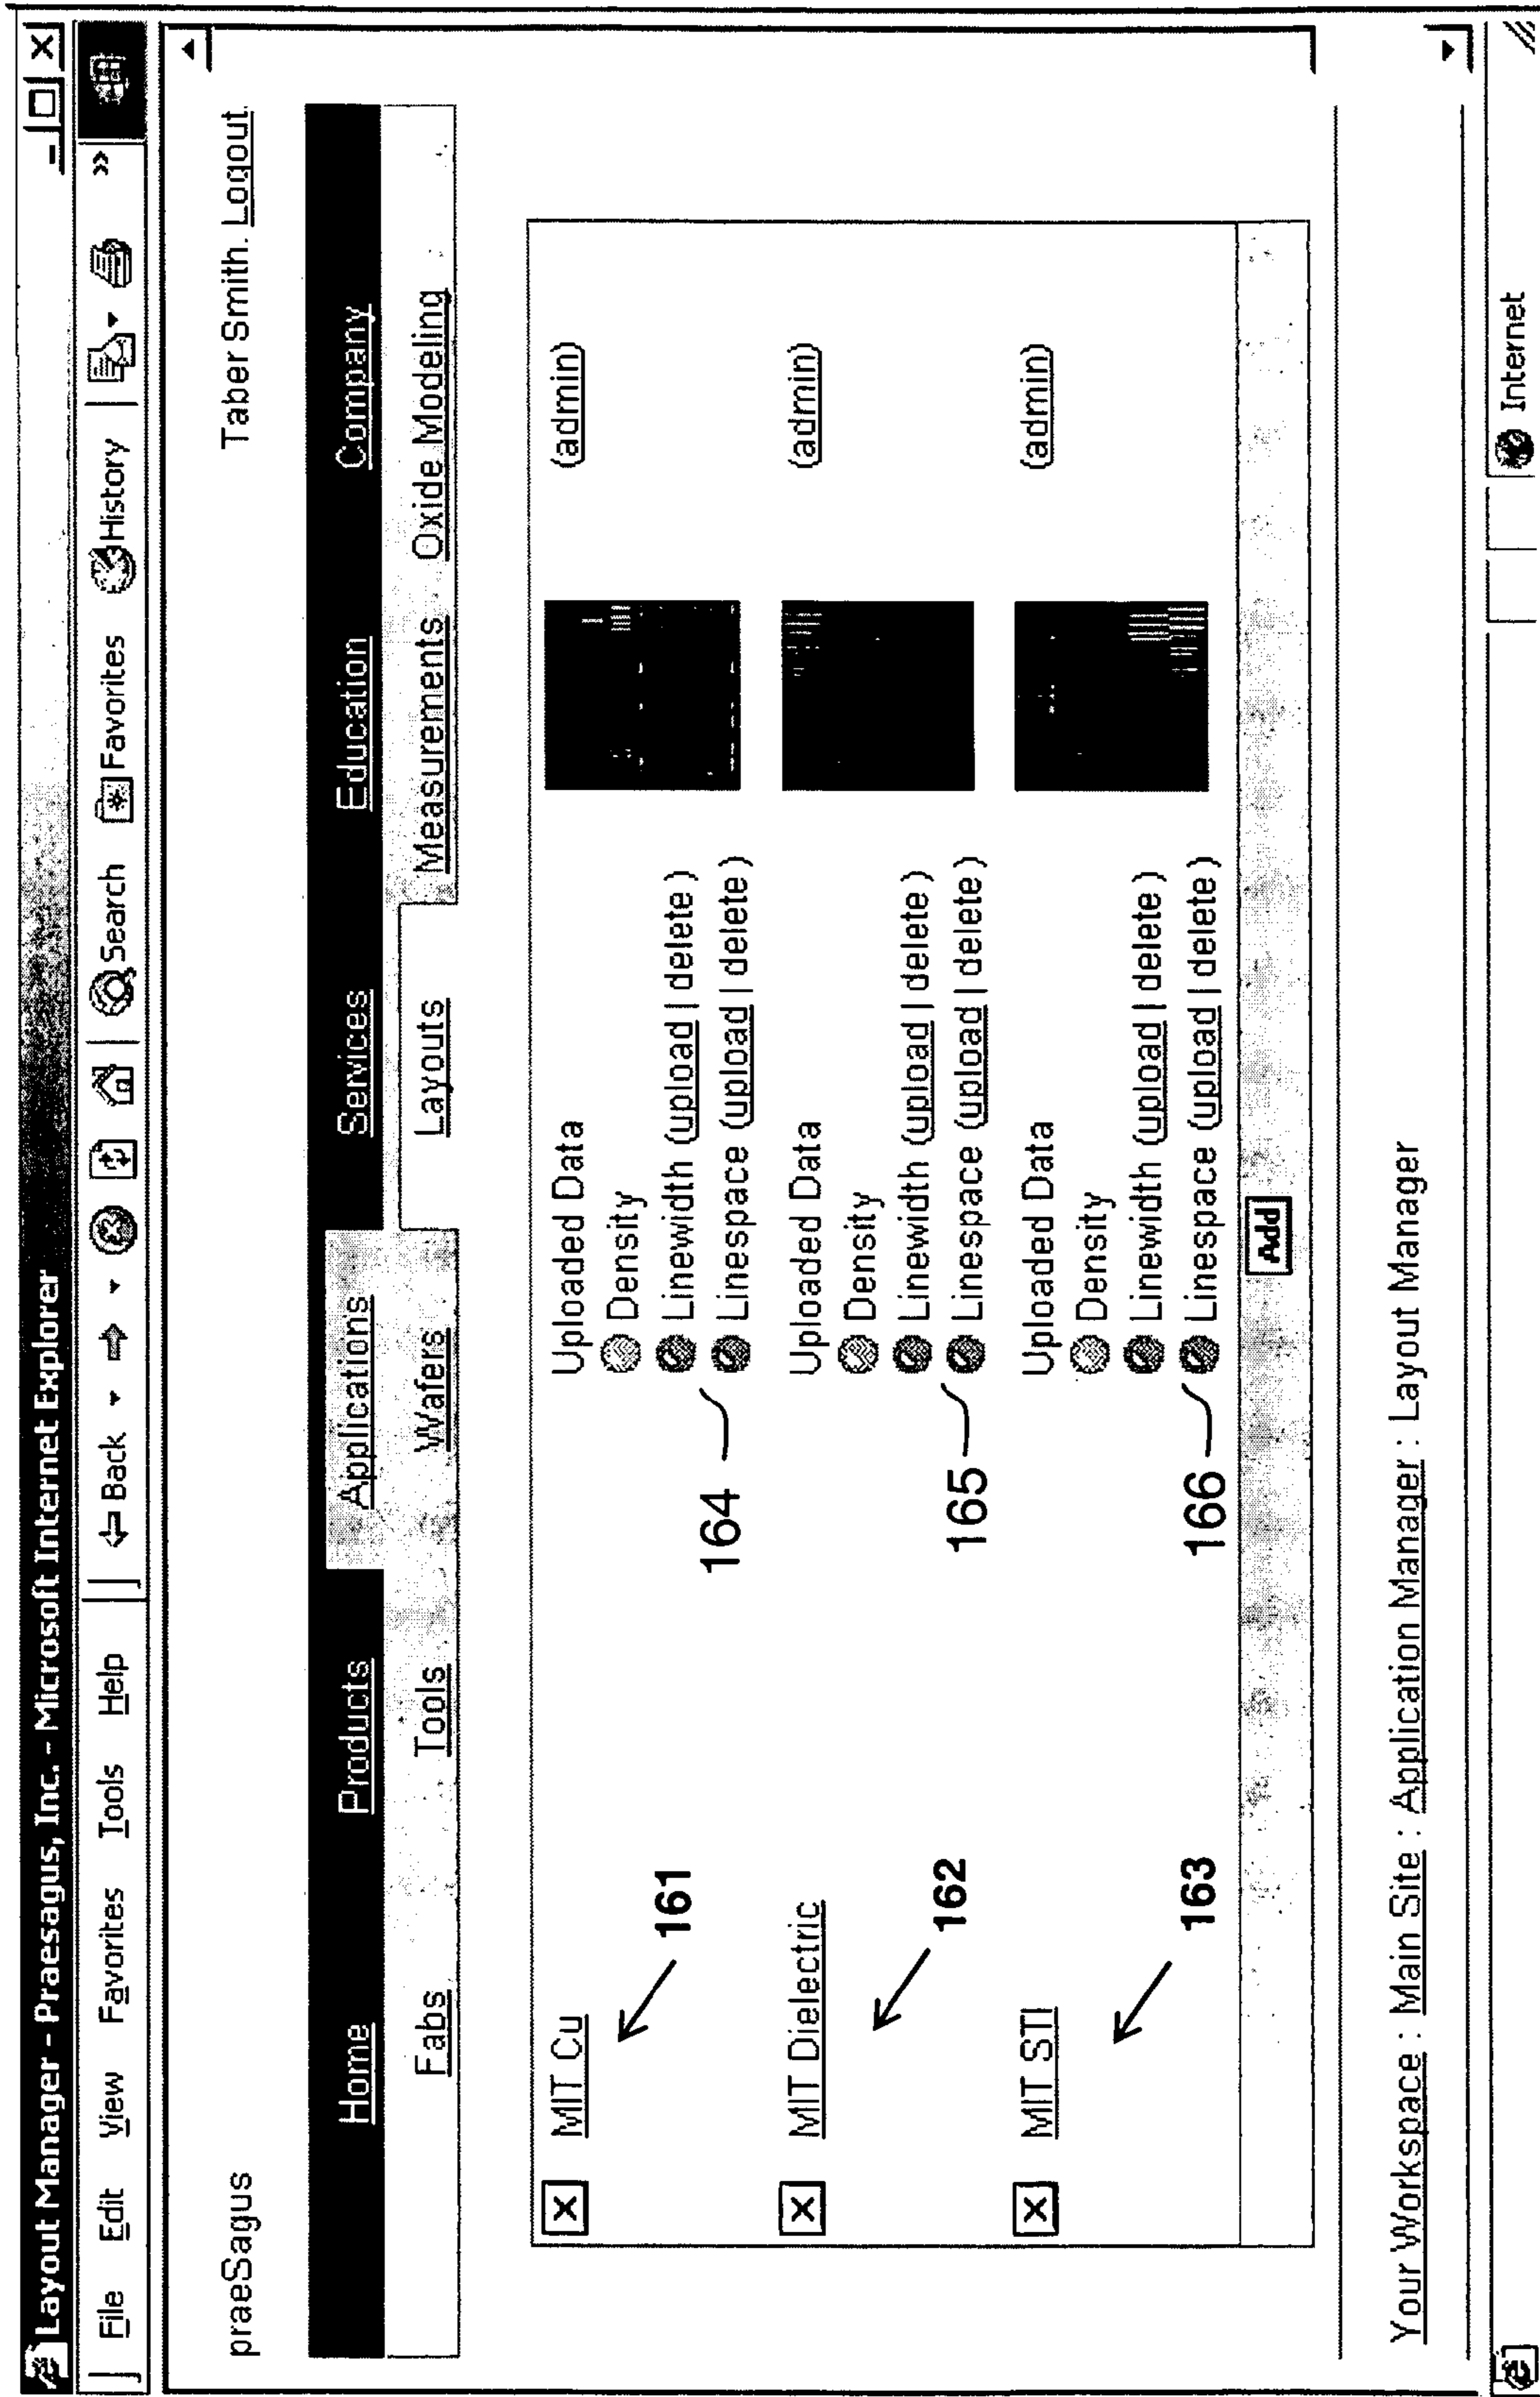 Layout Manager - Praesagus, Inc. - Microsoft Internet Explorer
File Edit View Favorites Tools Help Back Search Favorites History »
praeSagus Taber Smith. Logout
Home Products Applications Services Education Company
Fabs Tools Wafers Layouts Measurements Oxide Modeling
X MIT Cu Uploaded Data (admin)
Density
161 Linewidth (upload | delete )
164 Linespace (upload | delete )
X MIT Dielectric Uploaded Data (admin)
Density
162 Linewidth (upload | delete )
165 Linespace (upload | delete )
X MIT STI Uploaded Data (admin)
Density
163 Linewidth (upload | delete )
166 Linespace (upload | delete )
Add
Your Workspace : Main Site : Application Manager : Layout Manager
Internet